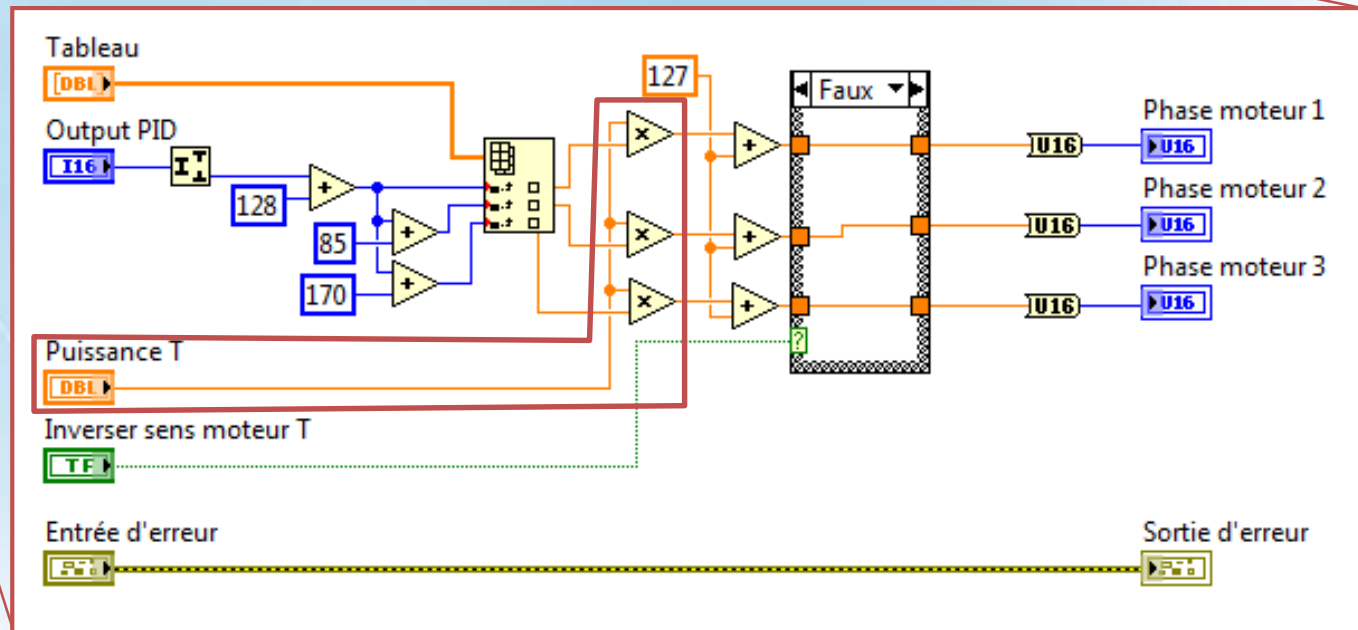 Tableau
[DBL]
127
Faux
Output PID
I16
128
85
170
Phase moteur 1
U16
U16
Phase moteur 2
U16
U16
Phase moteur 3
U16
U16
Puissance T
DBL
?
Inverser sens moteur T
TF
Entrée d'erreur
Sortie d'erreur